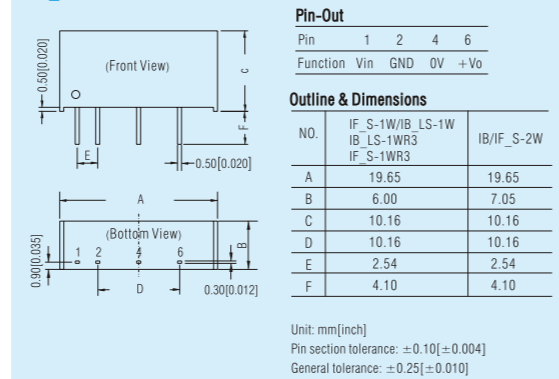 0.50[0.020]
(Front View)
C
E
F
0.50[0.020]
A
(Bottom View)
B
1 2 4 6
0.90[0.035]
D
0.30[0.012]
Pin-Out
Pin 1 2 4 6
Function Vin GND 0V +Vo
Outline & Dimensions
NO. IF_S-1W/IB_LS-1W IB_LS-1WR3 IF_S-1WR3 IB/IF_S-2W
A 19.65 19.65
B 6.00 7.05
C 10.16 10.16
D 10.16 10.16
E 2.54 2.54
F 4.10 4.10
Unit: mm[inch]
Pin section tolerance: ±0.10[±0.004]
General tolerance: ±0.25[±0.010]